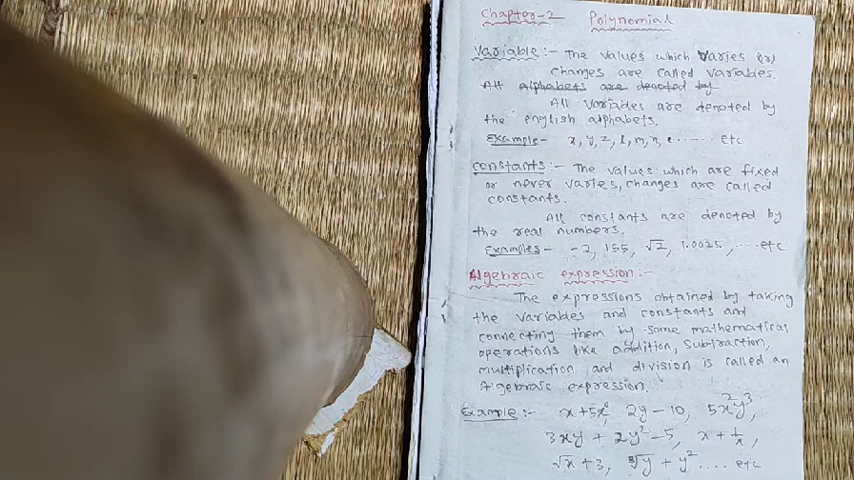 Chapter-2 Polynomial
Variable :- The values which varies (or)
changes are called variables.
All alphabets are denoted by
All variables are denoted by
the english alphabets.
Example- x, y, z, l, m, n, ...... etc
Constants :- The values which are fixed
or never varies, changes are called
constants.
All constants are denoted by
the real numbers.
Examples- -2, 155, √2, 1.0025, ....etc
Algebraic expression :-
The expressions obtained by taking
the variables and constants and
connecting them by some mathematical
operations like addition, subtraction,
multiplication and division is called an
Algebraic expression.
Example :- 2y - 10, 5x²y³,
3xy + 2y² - 5, x + 1/x,
√x + 3, ∛y + y² .... etc